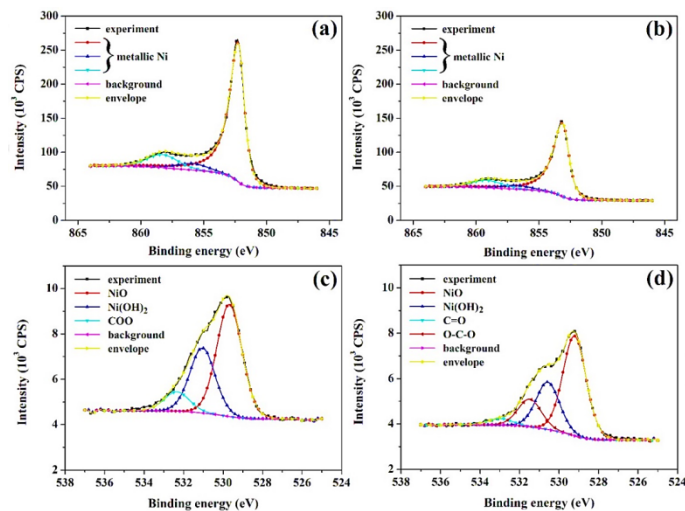 (a)
experiment
metallic Ni
background
envelope
Intensity (10³ CPS)
300
250
200
150
100
50
0
865
860
855
850
845
Binding energy (eV)
(b)
experiment
metallic Ni
background
envelope
Intensity (10³ CPS)
300
250
200
150
100
50
0
865
860
855
850
845
Binding energy (eV)
(c)
experiment
NiO
Ni(OH)₂
COO
background
envelope
Intensity (10³ CPS)
10
8
6
4
2
538
536
534
532
530
528
526
524
Binding energy (eV)
(d)
experiment
NiO
Ni(OH)₂
C=O
O-C-O
background
envelope
Intensity (10³ CPS)
10
8
6
4
2
538
536
534
532
530
528
526
524
Binding energy (eV)